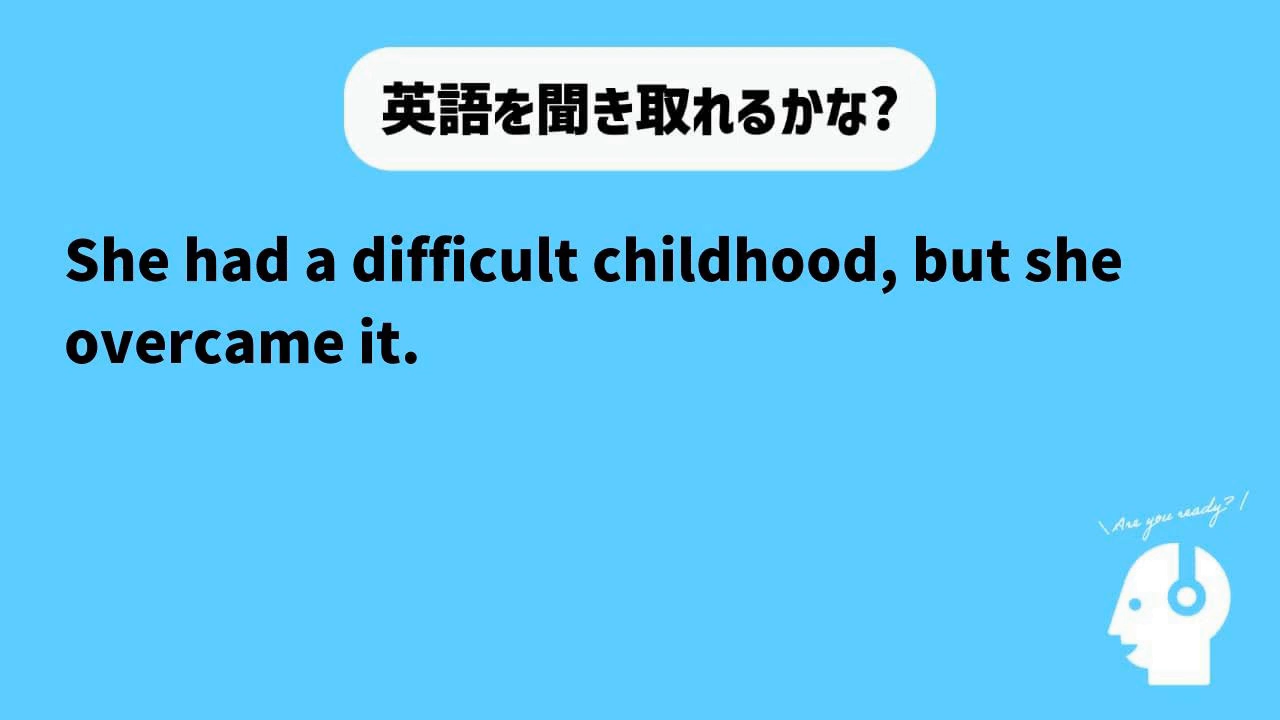 英語を聞き取れるかな?
She had a difficult childhood, but she
overcame it.
\ Are you ready? /